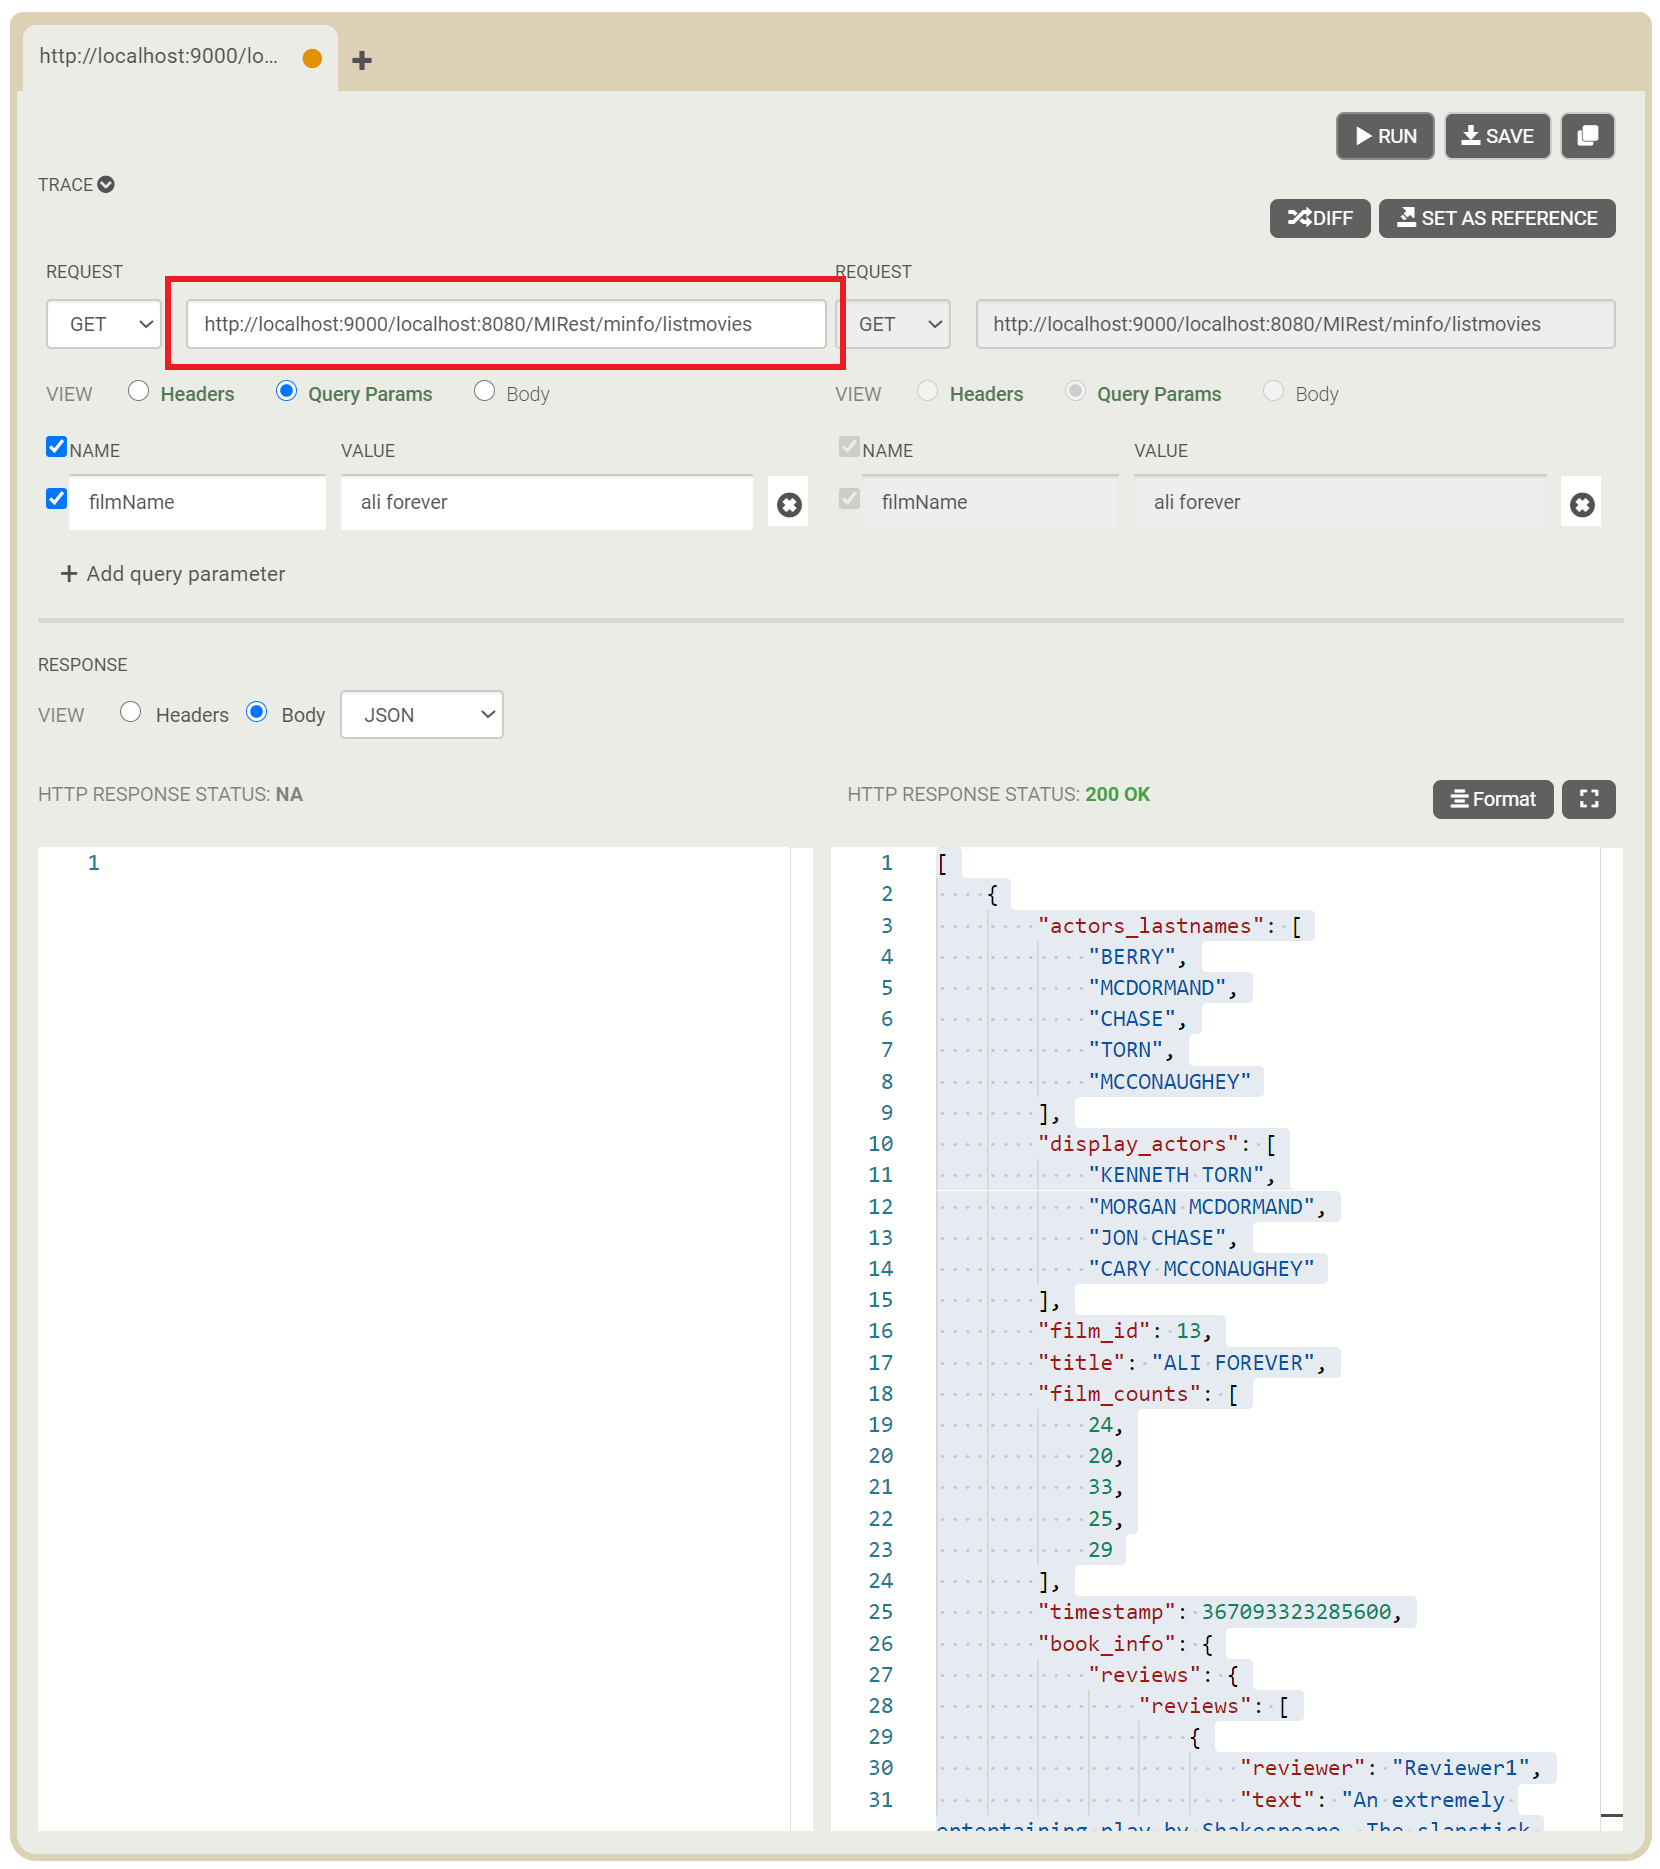 http://localhost:9000/lo...
RUN SAVE
TRACE
DIFF SET AS REFERENCE
REQUEST REQUEST
GET http://localhost:9000/localhost:8080/MIRest/minfo/listmovies GET http://localhost:9000/localhost:8080/MIRest/minfo/listmovies
VIEW Headers Query Params Body VIEW Headers Query Params Body
NAME VALUE NAME VALUE
filmName ali forever filmName ali forever
+ Add query parameter
RESPONSE
VIEW Headers Body JSON
HTTP RESPONSE STATUS: NA HTTP RESPONSE STATUS: 200 OK Format
1
1 [
2 {
3 "actors_lastnames": [
4 "BERRY",
5 "MCDORMAND",
6 "CHASE",
7 "TORN",
8 "MCCONAUGHEY"
9 ],
10 "display_actors": [
11 "KENNETH TORN",
12 "MORGAN MCDORMAND",
13 "JON CHASE",
14 "CARY MCCONAUGHEY"
15 ],
16 "film_id": 13,
17 "title": "ALI FOREVER",
18 "film_counts": [
19 24,
20 20,
21 33,
22 25,
23 29
24 ],
25 "timestamp": 367093323285600,
26 "book_info": {
27 "reviews": {
28 "reviews": [
29 {
30 "reviewer": "Reviewer1",
31 "text": "An extremely
entertaining play by Shakespeare. The slapstick